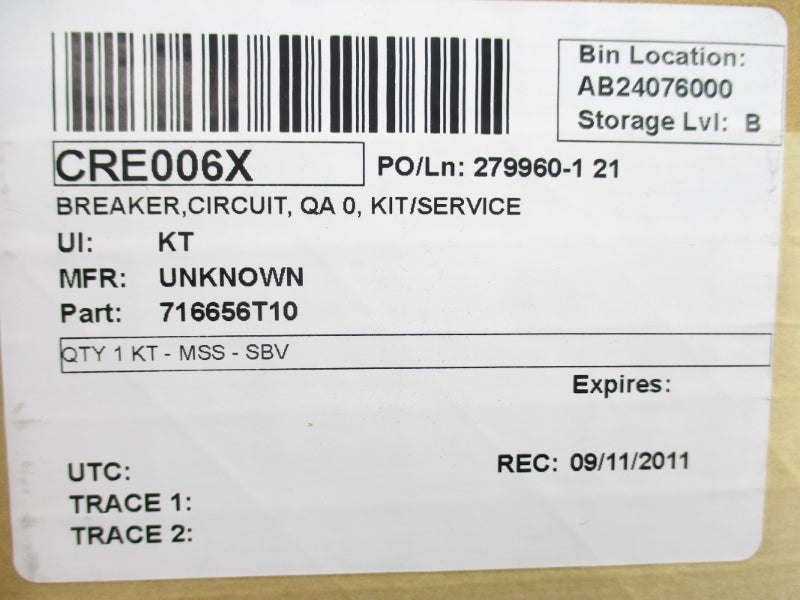 Bin Location:
AB24076000
Storage Lvl: B
CRE006X PO/Ln: 279960-1 21
BREAKER,CIRCUIT, QA 0, KIT/SERVICE
UI: KT
MFR: UNKNOWN
Part: 716656T10
QTY 1 KT - MSS - SBV
Expires:
REC: 09/11/2011
UTC:
TRACE 1:
TRACE 2: